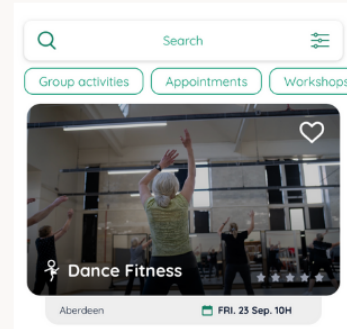 Search
Group activities Appointments Workshops
Dance Fitness
Aberdeen FRI. 23 Sep. 10H